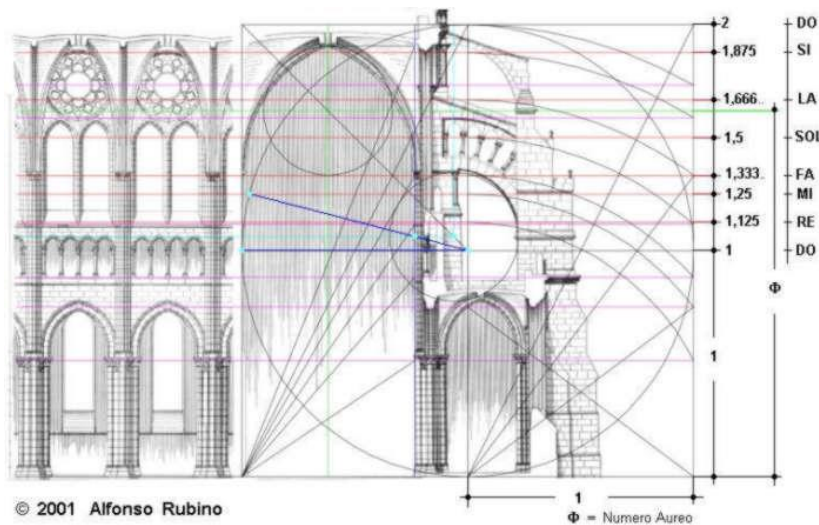 2 DO
1,875 SI
1,666.. LA
1,5 SOL
1,333.. FA
1,25 MI
1,125 RE
1 DO
Φ
1
1
© 2001 Alfonso Rubino
Φ = Numero Aureo